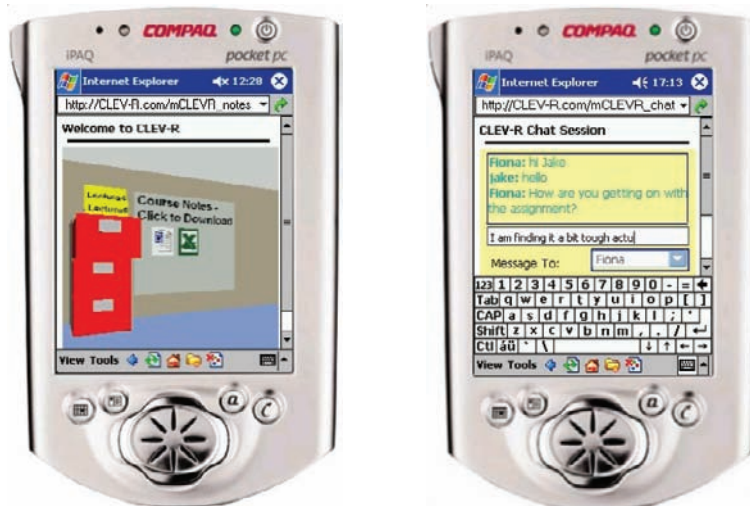 COMPAQ
iPAQ pocket pc
Internet Explorer 12:28
http://CLEV-R.com/mCLEVR_notes
Welcome to CLEV-R
Lectures
Lectures
Course Notes -
Click to Download
View Tools
COMPAQ
iPAQ pocket pc
Internet Explorer 17:13
http://CLEV-R.com/mCLEVR_chat
CLEV-R Chat Session
Fiona: hi Jake
jake: hello
Fiona: How are you getting on with
the assignment?
I am finding it a bit tough actu
Message To: Fiona
123 1 2 3 4 5 6 7 8 9 0 - =
Tab q w e r t y u i o p [ ]
CAP a s d f g h j k l ; '
Shift z x c v b n m , . /
Ctl áü ` \
View Tools